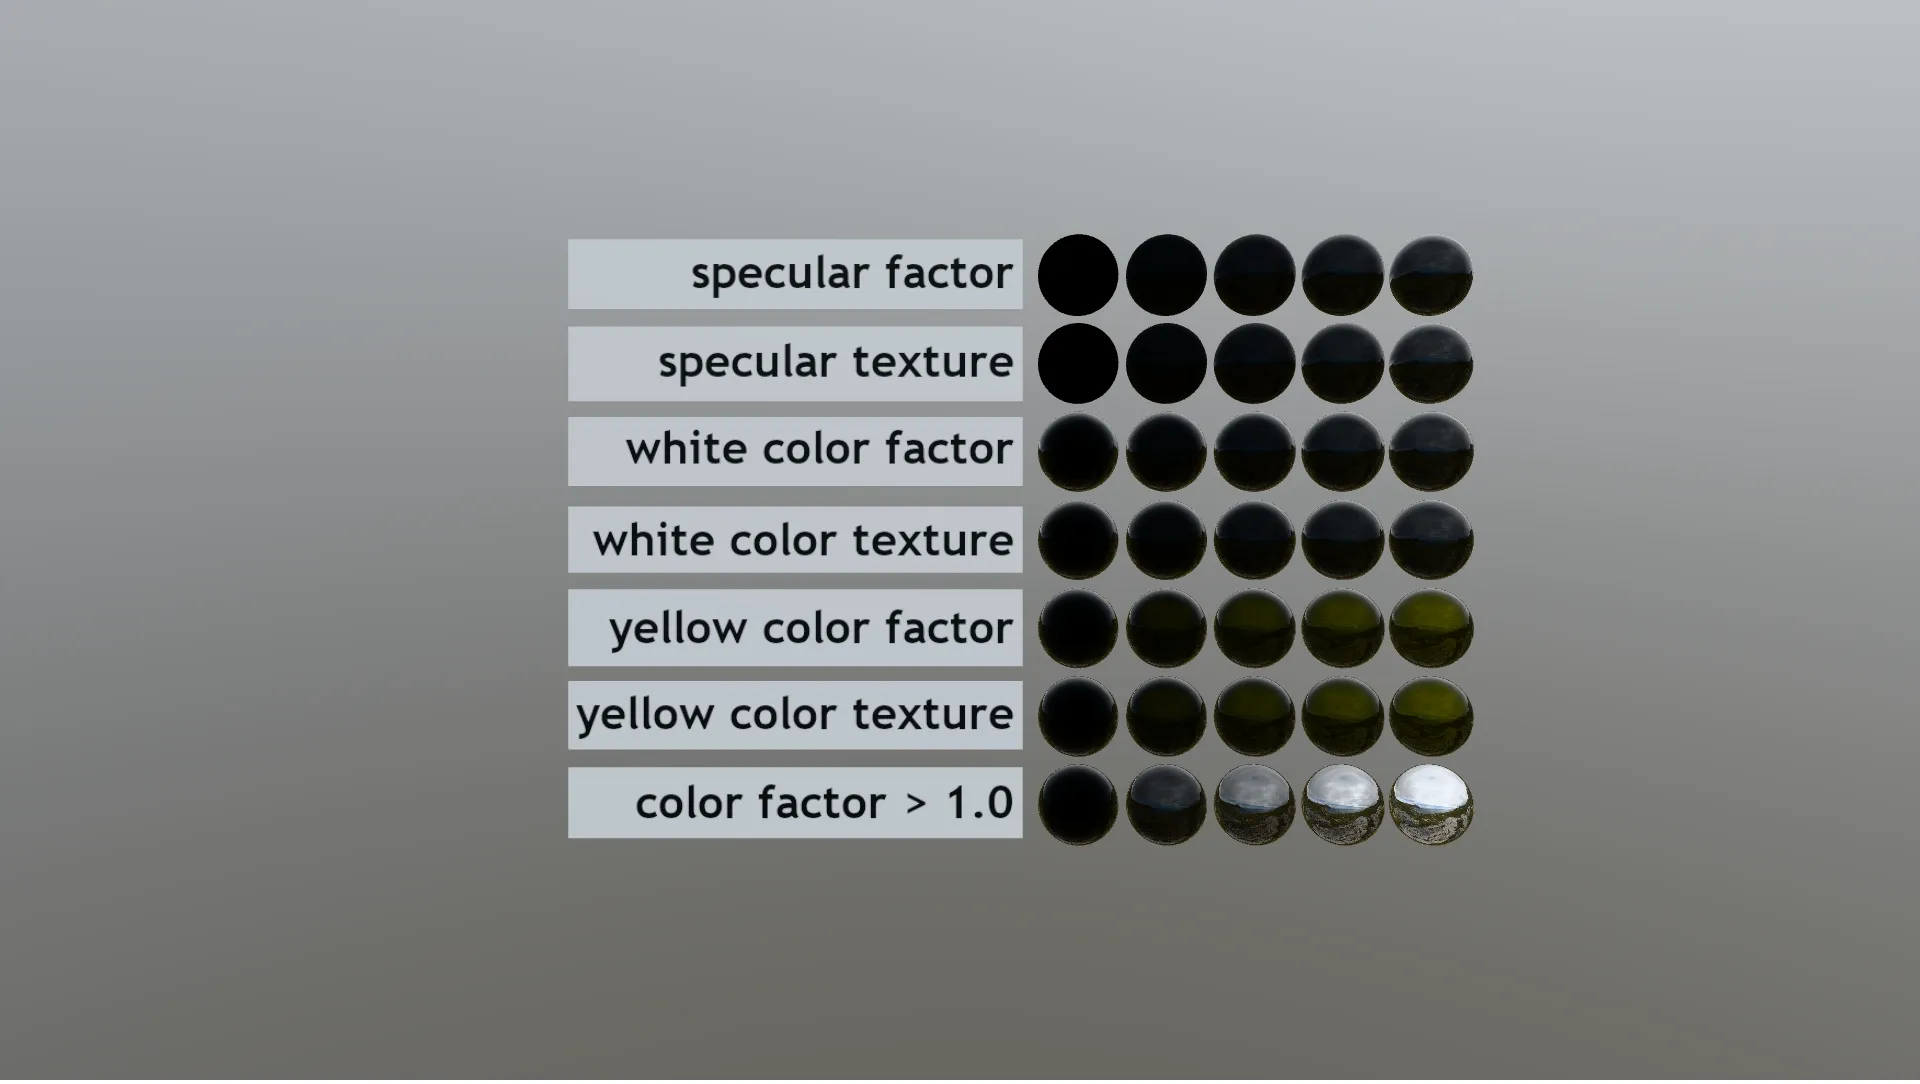 specular factor
specular texture
white color factor
white color texture
yellow color factor
yellow color texture
color factor > 1.0